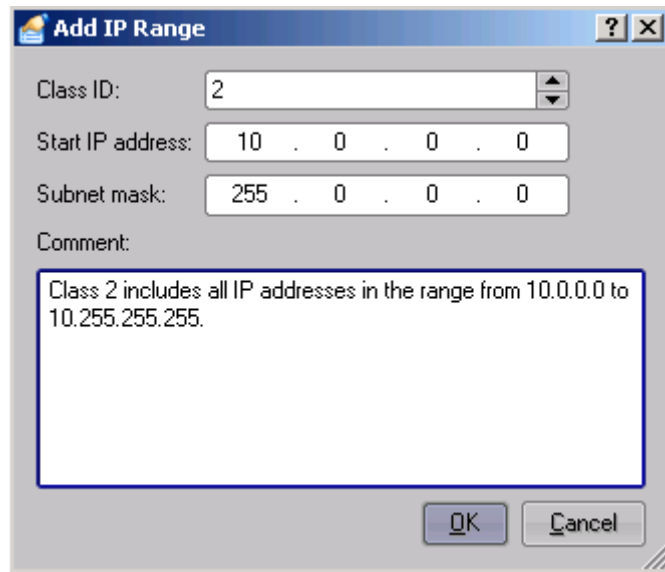 Add IP Range
Class ID: 2
Start IP address: 10 . 0 . 0 . 0
Subnet mask: 255 . 0 . 0 . 0
Comment:
Class 2 includes all IP addresses in the range from 10.0.0.0 to
10.255.255.255.
OK Cancel